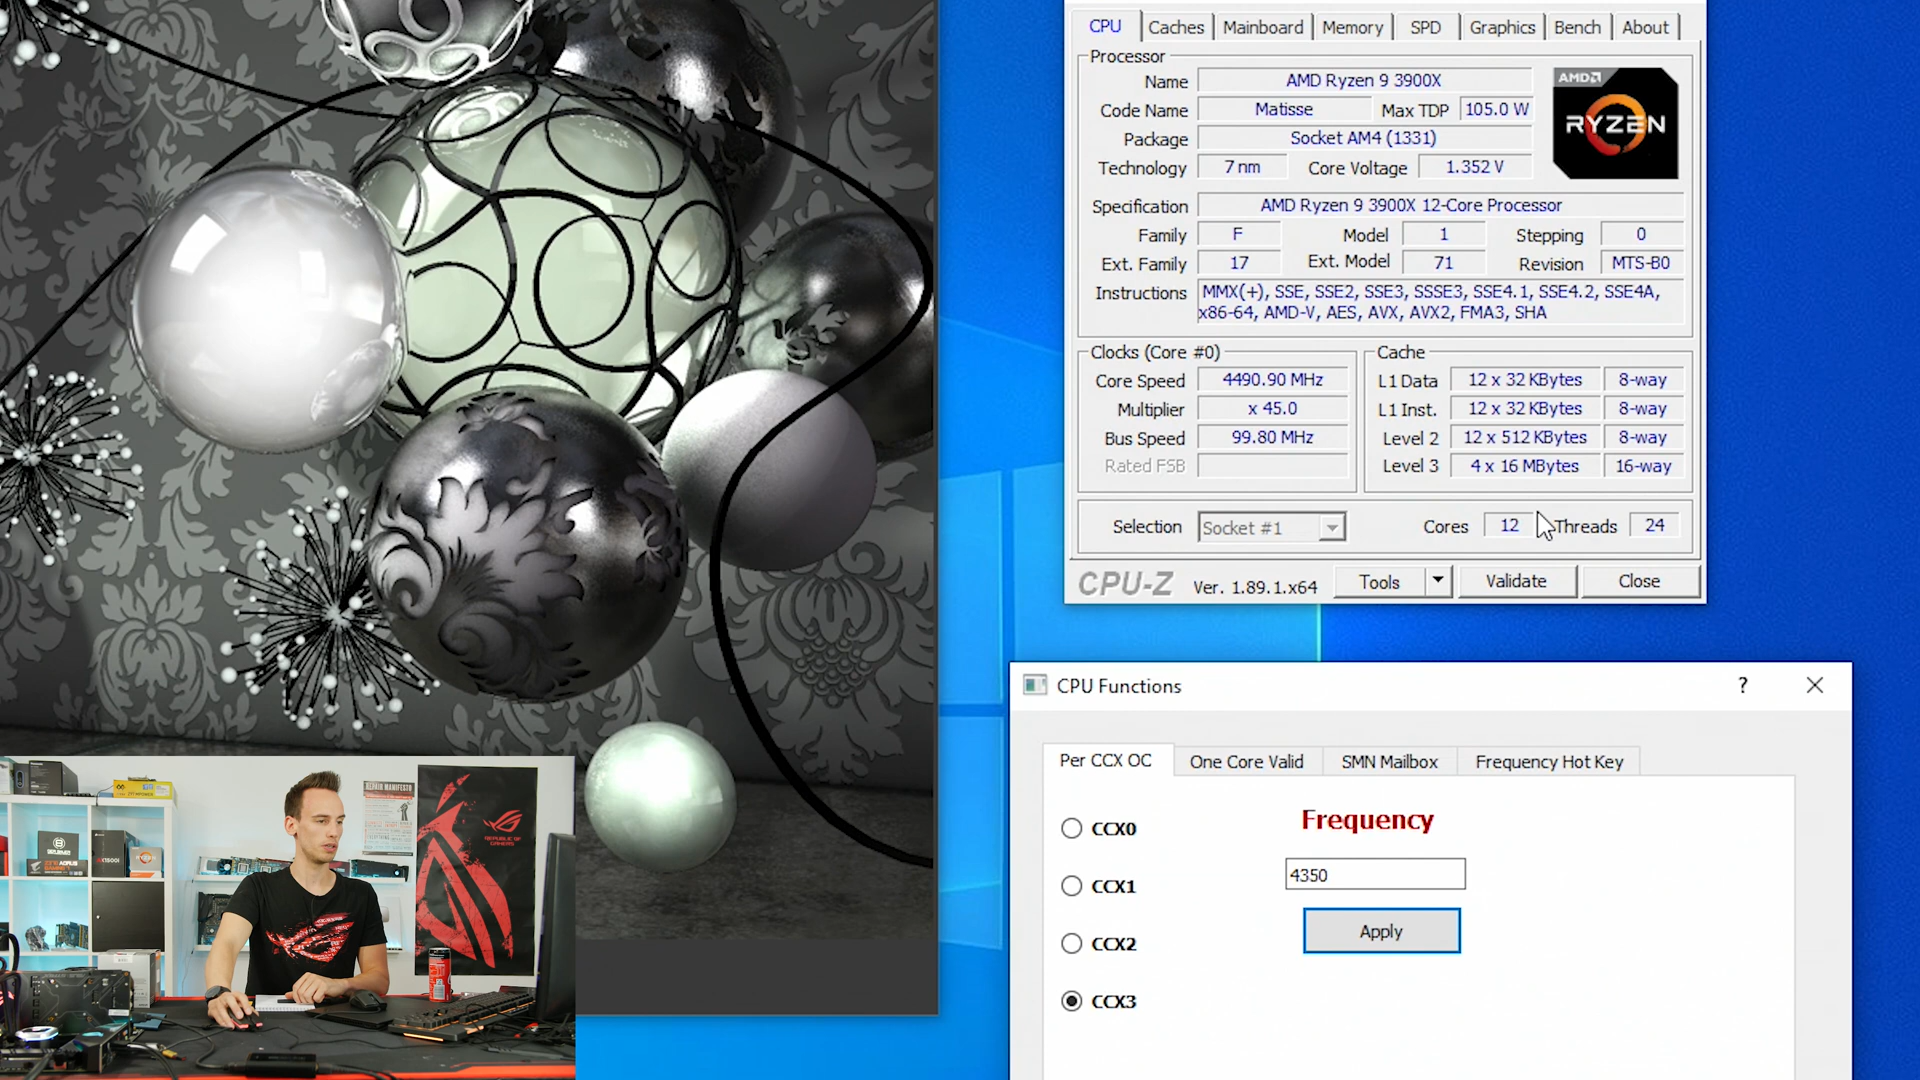 CPU Caches Mainboard Memory SPD Graphics Bench About
Processor
Name AMD Ryzen 9 3900X
Code Name Matisse Max TDP 105.0 W
Package Socket AM4 (1331)
Technology 7 nm Core Voltage 1.352 V
AMD
RYZEN
Specification AMD Ryzen 9 3900X 12-Core Processor
Family F Model 1 Stepping 0
Ext. Family 17 Ext. Model 71 Revision MTS-B0
Instructions MMX(+), SSE, SSE2, SSE3, SSSE3, SSE4.1, SSE4.2, SSE4A,
x86-64, AMD-V, AES, AVX, AVX2, FMA3, SHA
Clocks (Core #0)
Core Speed 4490.90 MHz
Multiplier x 45.0
Bus Speed 99.80 MHz
Rated FSB
Cache
L1 Data 12 x 32 KBytes 8-way
L1 Inst. 12 x 32 KBytes 8-way
Level 2 12 x 512 KBytes 8-way
Level 3 4 x 16 MBytes 16-way
Selection Socket #1 Cores 12 Threads 24
CPU-Z Ver. 1.89.1.x64 Tools Validate Close
CPU Functions ?
Per CCX OC One Core Valid SMN Mailbox Frequency Hot Key
CCX0
CCX1
CCX2
CCX3
Frequency
4350
Apply
REPAIR MANIFESTO
REPUBLIC OF
GAMERS
RYZEN